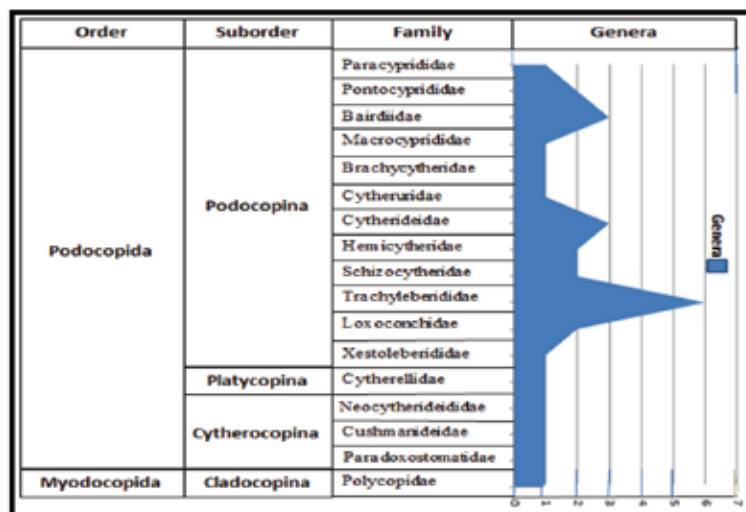 Order Suborder Family Genera
Paracyprididae
Pontocyprididae
Bairdiidae
Macrocyprididae
Brachycytheridae
Cytheruridae
Podocopina
Cytherideidae
Hemicytheridae
Podocopida
Schizocytheridae
Trachyleberididae
Loxoconchidae
Xestoleberididae
Platycopina Cytherellidae
Neocytherideididae
Cytherocopina Cushmanideidae
Paradoxostomatidae
Myodocopida Cladocopina Polycopidae
Genera
0 1 2 3 4 5 6 7